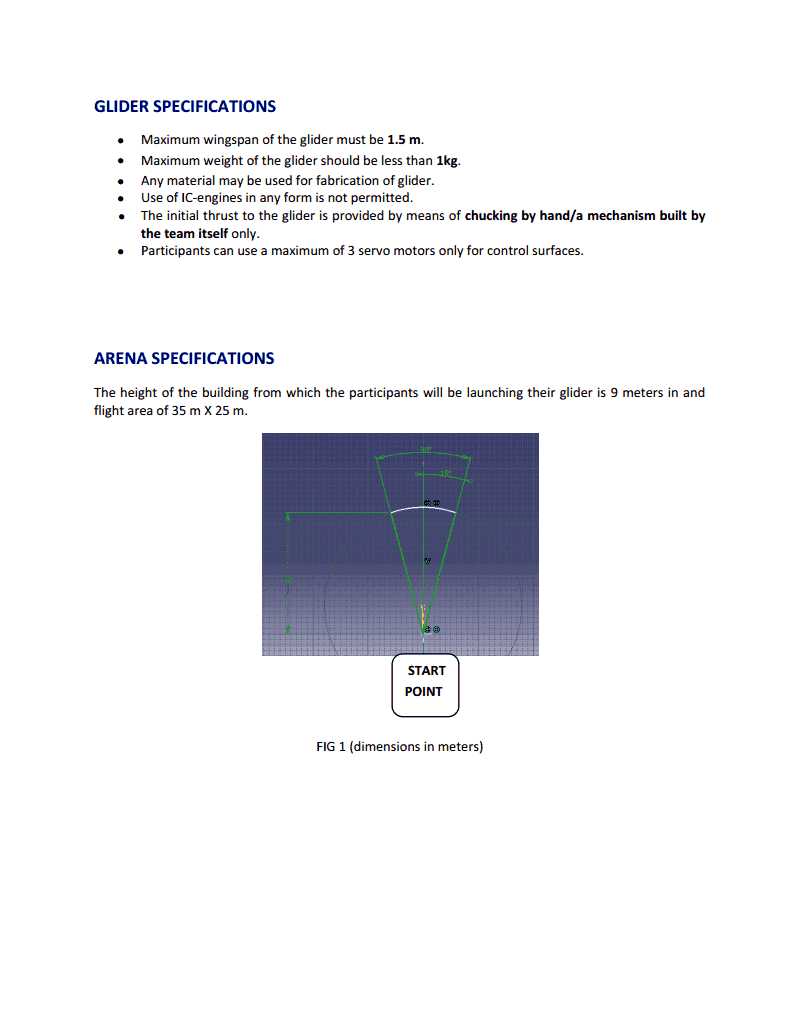 GLIDER SPECIFICATIONS
• Maximum wingspan of the glider must be 1.5 m.
• Maximum weight of the glider should be less than 1kg.
• Any material may be used for fabrication of glider.
• Use of IC-engines in any form is not permitted.
• The initial thrust to the glider is provided by means of chucking by hand/a mechanism built by
the team itself only.
• Participants can use a maximum of 3 servo motors only for control surfaces.
ARENA SPECIFICATIONS
The height of the building from which the participants will be launching their glider is 9 meters in and
flight area of 35 m X 25 m.
START
POINT
FIG 1 (dimensions in meters)